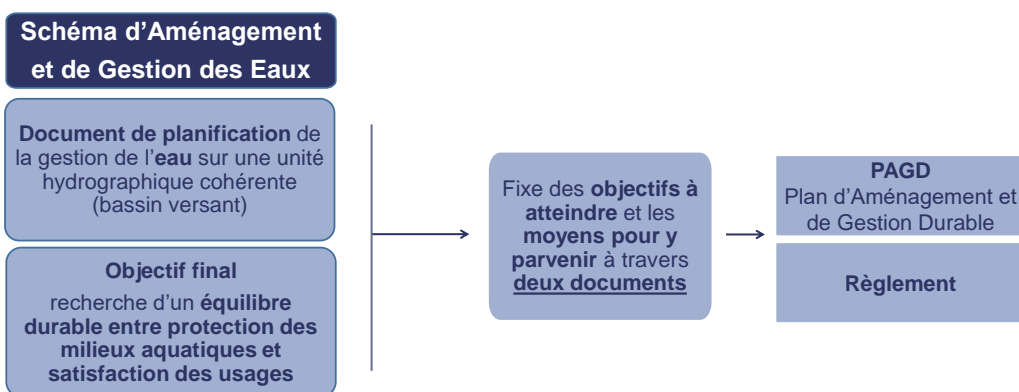 Schéma d’Aménagement
et de Gestion des Eaux
Document de planification de
la gestion de l’eau sur une unité
hydrographique cohérente
(bassin versant)
Objectif final
recherche d’un équilibre
durable entre protection des
milieux aquatiques et
satisfaction des usages
Fixe des objectifs à
atteindre et les
moyens pour y
parvenir à travers
deux documents
PAGD
Plan d’Aménagement et
de Gestion Durable
Règlement